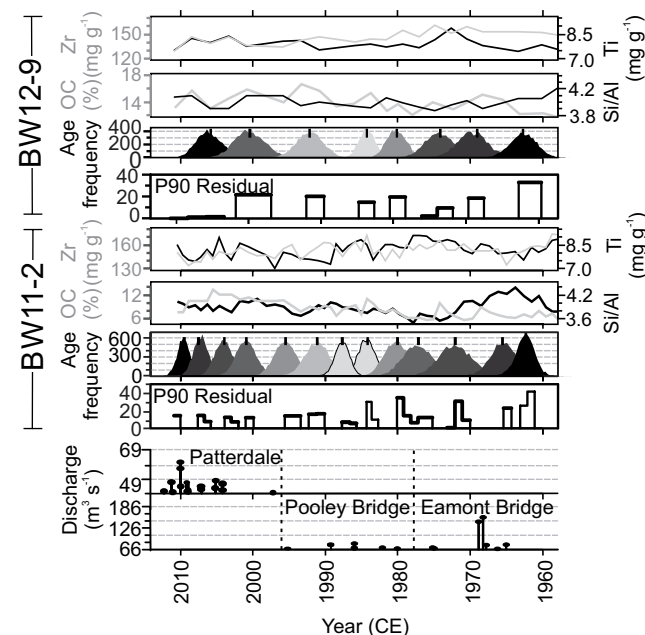 BW12-9
Zr
(mg g-1)
150
120
8.5
7.0
Ti
(mg g-1)
OC
(%)
18
14
4.2
3.8
Si/Al
Age
frequency
400
200
0
P90 Residual
40
20
0
BW11-2
Zr
(mg g-1)
160
130
8.5
7.0
Ti
(mg g-1)
OC
(%)
12
6
4.2
3.6
Si/Al
Age
frequency
600
300
0
P90 Residual
40
20
0
Discharge
(m3 s-1)
69
49
Patterdale
186
126
66
Pooley Bridge
Eamont Bridge
2010
2000
1990
1980
1970
1960
Year (CE)